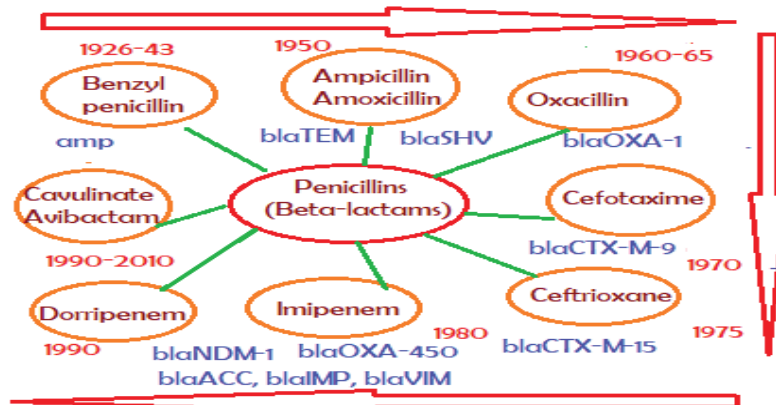 1926-43
1950
1960-65
Benzyl
penicillin
Ampicillin
Amoxicillin
Oxacillin
amp
blaTEM
blaSHV
blaOXA-1
Cavulinate
Avibactam
Penicillins
(Beta-lactams)
Cefotaxime
blaCTX-M-9
1990-2010
1970
Dorripenem
Imipenem
Ceftrioxane
1990
1980
1975
blaNDM-1
blaOXA-450
blaCTX-M-15
blaACC, blaIMP, blaVIM